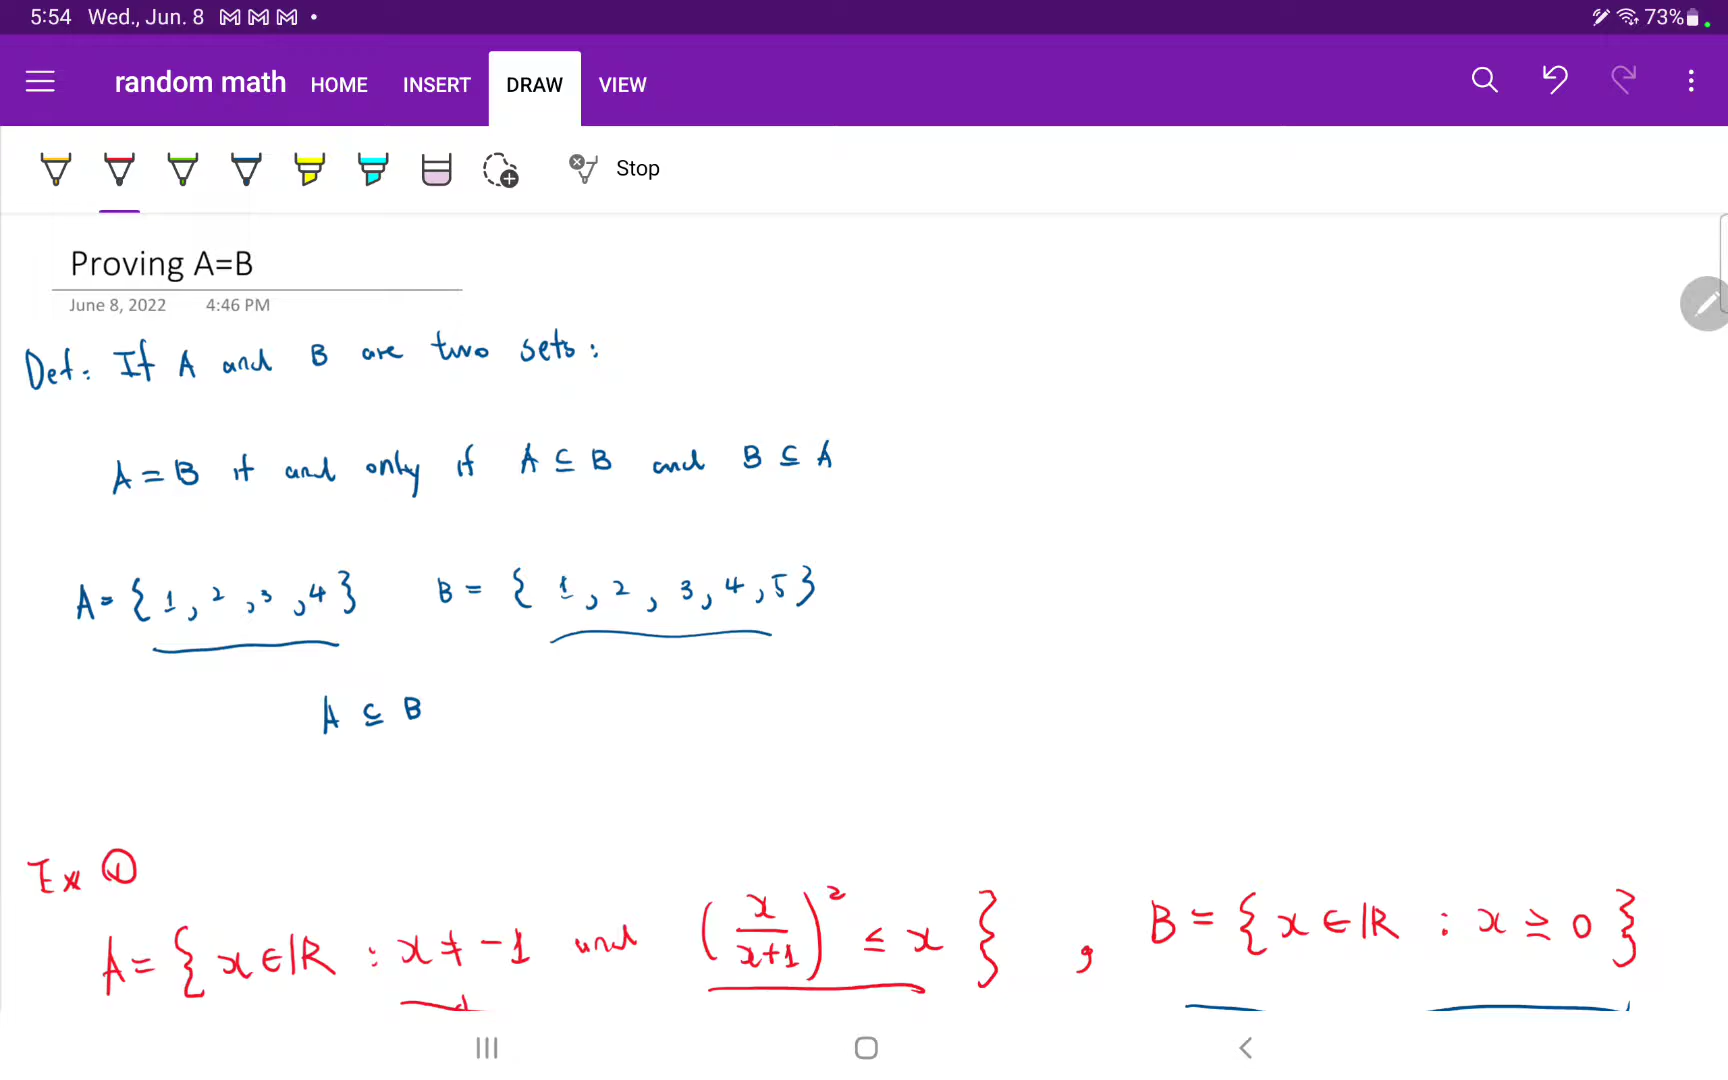 5:54 Wed., Jun. 8 73%
random math HOME INSERT DRAW VIEW
Stop
Proving A=B
June 8, 2022 4:46 PM
Def: If A and B are two sets:
A = B if and only if A ⊆ B and B ⊆ A
A = {1, 2, 3, 4} B = {1, 2, 3, 4, 5}
A ⊆ B
Ex ①
A = {x ∈ ℝ : x ≠ -1 and (x/(x+1))² ≤ x}, B = {x ∈ ℝ : x ≥ 0}